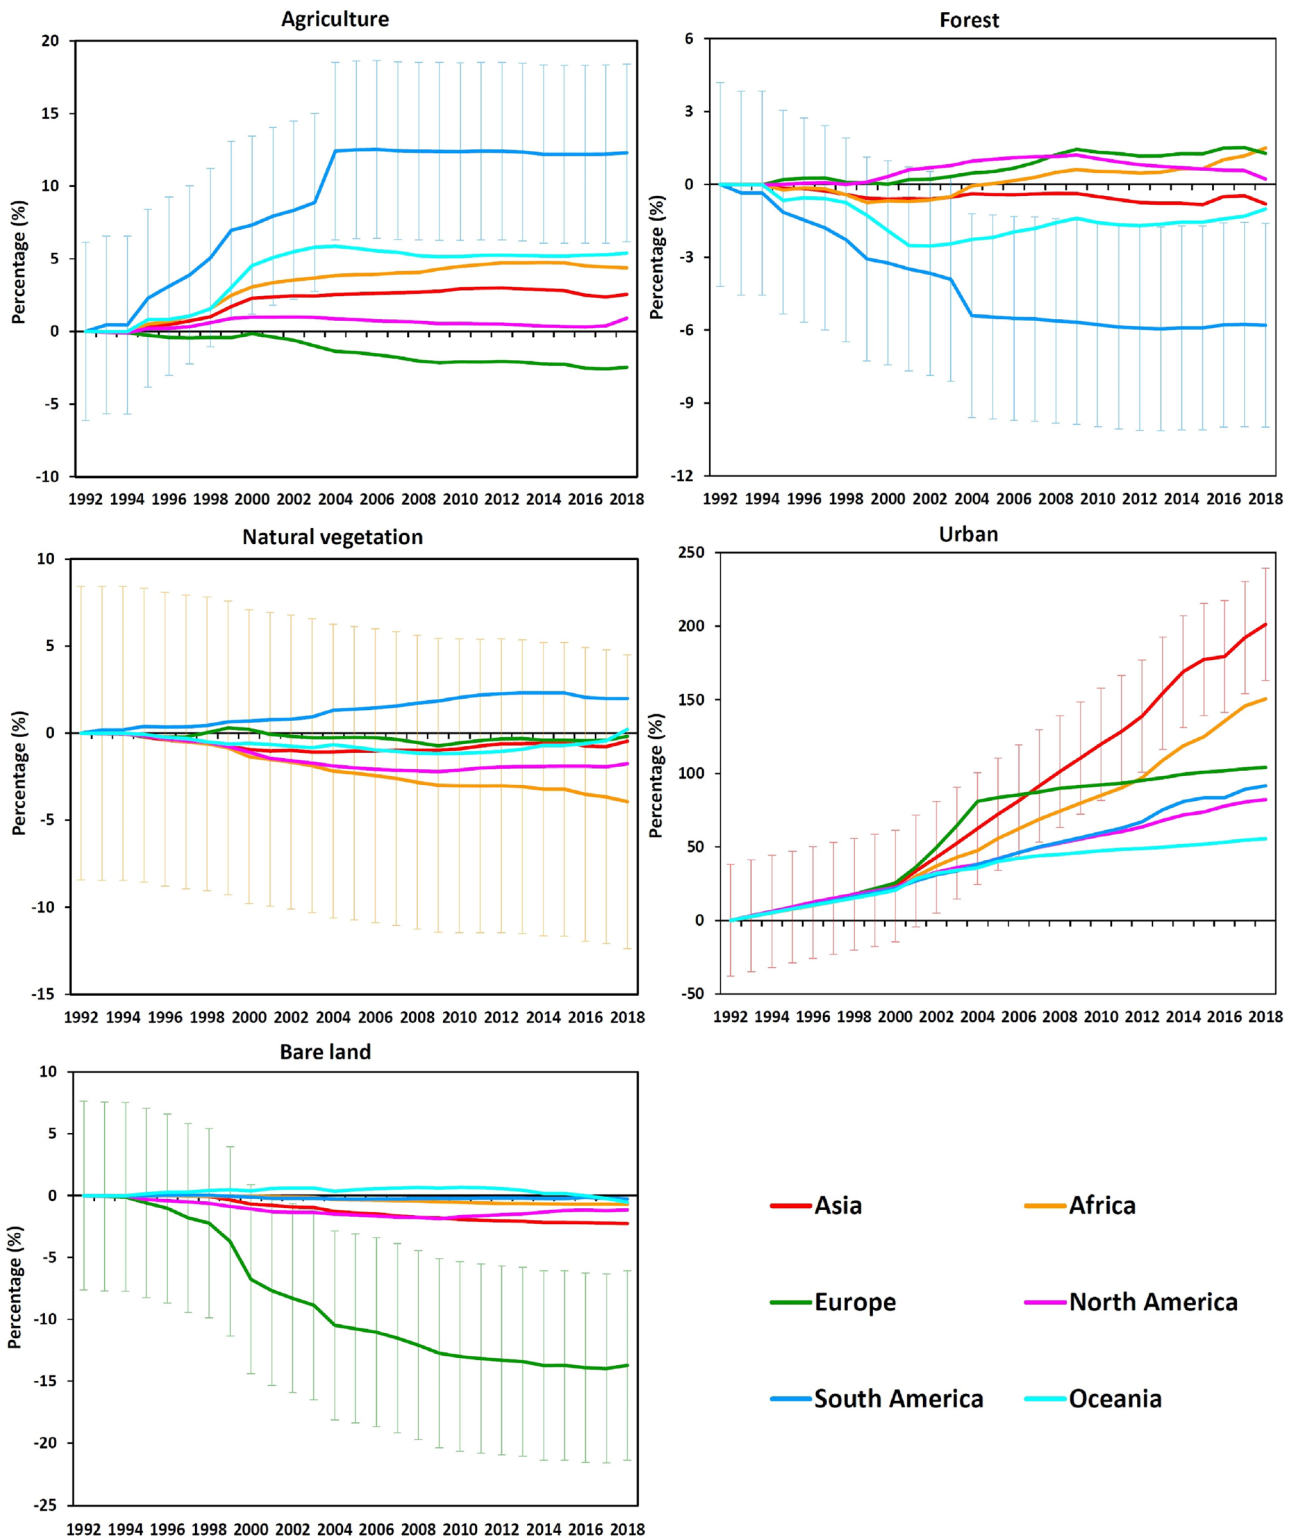 Agriculture
Percentage (%)
20
15
10
5
0
-5
-10
1992 1994 1996 1998 2000 2002 2004 2006 2008 2010 2012 2014 2016 2018
Forest
Percentage (%)
6
3
0
-3
-6
-9
-12
1992 1994 1996 1998 2000 2002 2004 2006 2008 2010 2012 2014 2016 2018
Natural vegetation
Percentage (%)
10
5
0
-5
-10
-15
1992 1994 1996 1998 2000 2002 2004 2006 2008 2010 2012 2014 2016 2018
Urban
Percentage (%)
250
200
150
100
50
0
-50
1992 1994 1996 1998 2000 2002 2004 2006 2008 2010 2012 2014 2016 2018
Bare land
Percentage (%)
10
5
0
-5
-10
-15
-20
-25
1992 1994 1996 1998 2000 2002 2004 2006 2008 2010 2012 2014 2016 2018
Asia
Africa
Europe
North America
South America
Oceania